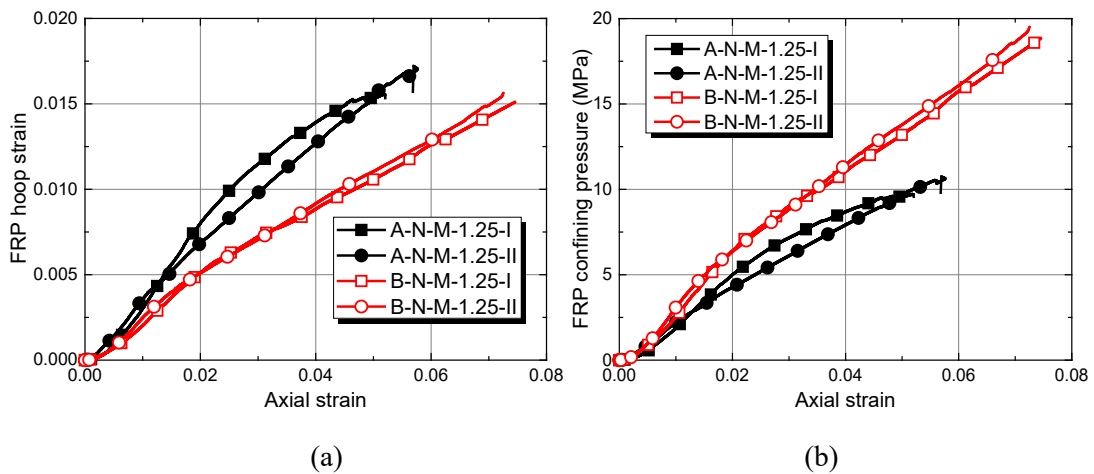 0.020
0.015
0.010
0.005
0.000
FRP hoop strain
A-N-M-1.25-I
A-N-M-1.25-II
B-N-M-1.25-I
B-N-M-1.25-II
0.00 0.02 0.04 0.06 0.08
Axial strain
(a)
20
15
10
5
0
FRP confining pressure (MPa)
A-N-M-1.25-I
A-N-M-1.25-II
B-N-M-1.25-I
B-N-M-1.25-II
0.00 0.02 0.04 0.06 0.08
Axial strain
(b)